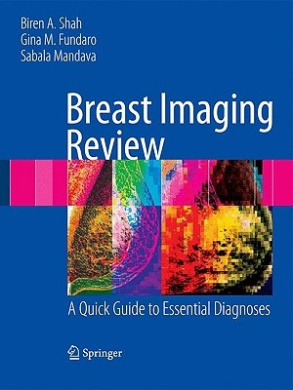 Biren A. Shah
Gina M. Fundaro
Sabala Mandava
Breast Imaging
Review
A Quick Guide to Essential Diagnoses
Springer